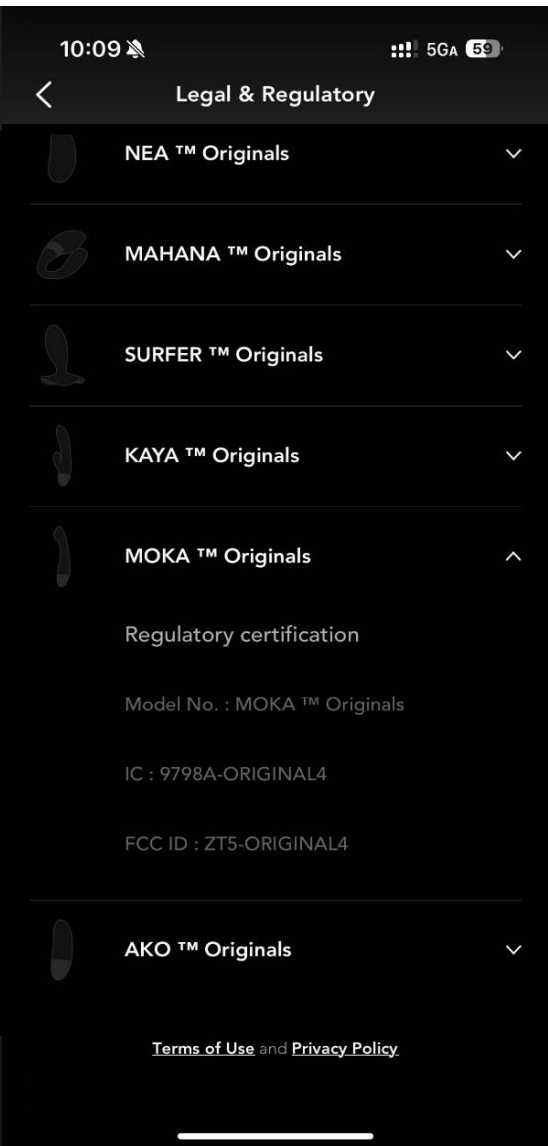 10:09 5GA 59
Legal & Regulatory
NEA ™ Originals
MAHANA ™ Originals
SURFER ™ Originals
KAYA ™ Originals
MOKA ™ Originals
Regulatory certification
Model No. : MOKA ™ Originals
IC : 9798A-ORIGINAL4
FCC ID : ZT5-ORIGINAL4
AKO ™ Originals
Terms of Use and Privacy Policy